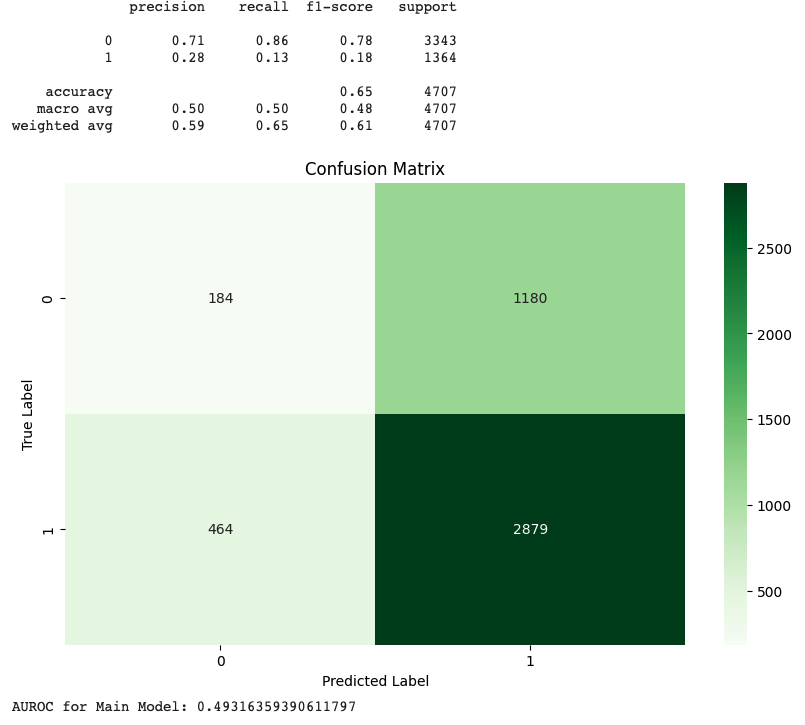 precision recall f1-score support
0 0.71 0.86 0.78 3343
1 0.28 0.13 0.18 1364
accuracy 0.65 4707
macro avg 0.50 0.50 0.48 4707
weighted avg 0.59 0.65 0.61 4707
Confusion Matrix
2500
0 184 1180
2000
True Label
1500
1000
1 464 2879
500
0 1
Predicted Label
AUROC for Main Model: 0.49316359390611797